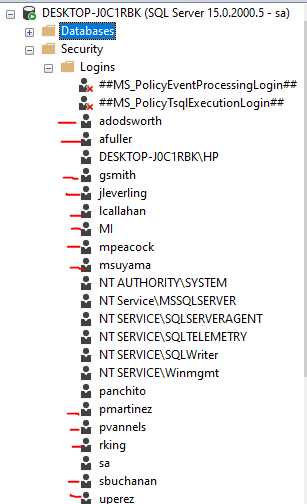 DESKTOP-J0C1RBK (SQL Server 15.0.2000.5 - sa)
Databases
Security
Logins
##MS_PolicyEventProcessingLogin##
##MS_PolicyTsqlExecutionLogin##
adodsworth
afuller
DESKTOP-J0C1RBK\HP
gsmith
jleverling
lcallahan
MI
mpeacock
msuyama
NT AUTHORITY\SYSTEM
NT Service\MSSQLSERVER
NT SERVICE\SQLSERVERAGENT
NT SERVICE\SQLTELEMETRY
NT SERVICE\SQLWriter
NT SERVICE\Winmgmt
panchito
pmartinez
pvannels
rking
sa
sbuchanan
uperez